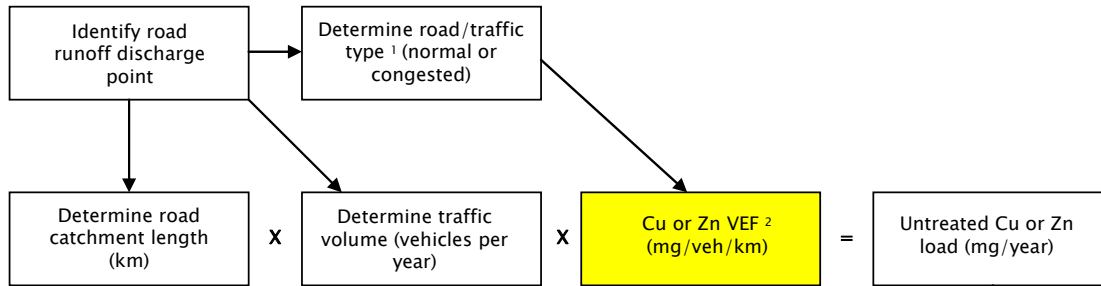 Identify road
runoff discharge
point
Determine road/traffic
type ¹ (normal or
congested)
Determine road
catchment length
(km)
X
Determine traffic
volume (vehicles per
year)
X
Cu or Zn VEF ²
(mg/veh/km)
=
Untreated Cu or Zn
load (mg/year)